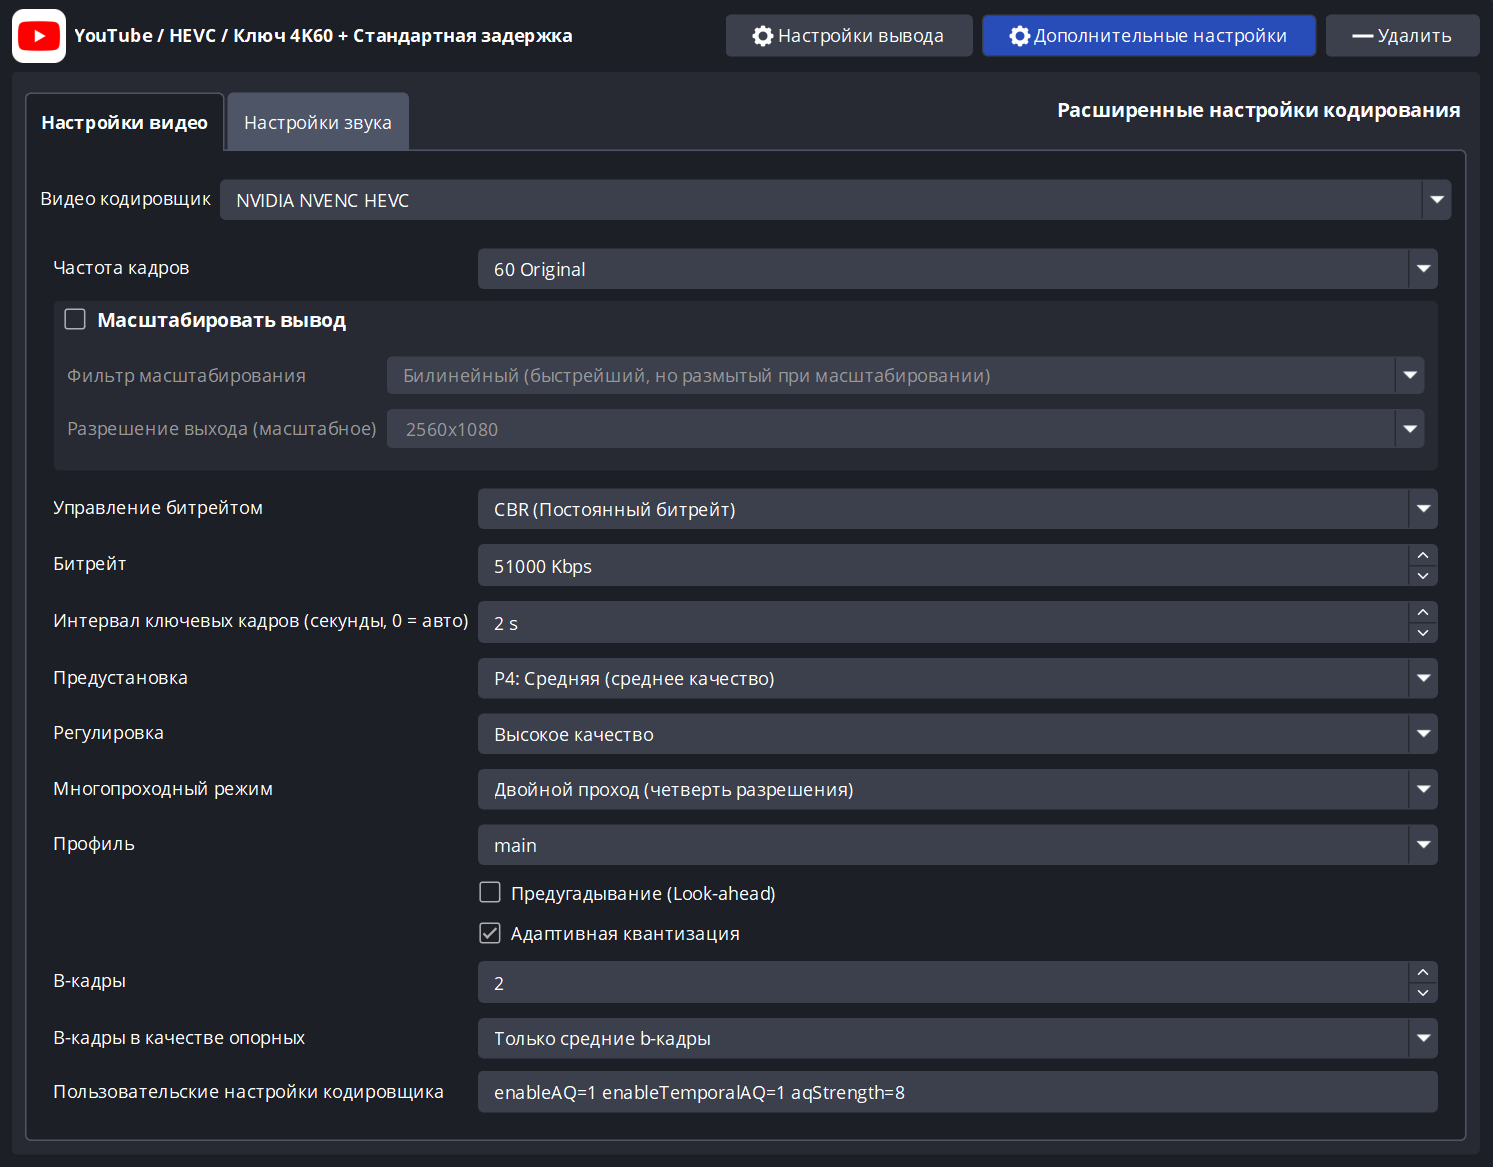 YouTube / HEVC / Ключ 4K60 + Стандартная задержка
Настройки вывода
Дополнительные настройки
Удалить
Настройки видео
Настройки звука
Расширенные настройки кодирования
Видео кодировщик
NVIDIA NVENC HEVC
Частота кадров
60 Original
Масштабировать вывод
Фильтр масштабирования
Билинейный (быстрейший, но размытый при масштабировании)
Разрешение выхода (масштабное)
2560x1080
Управление битрейтом
CBR (Постоянный битрейт)
Битрейт
51000 Kbps
Интервал ключевых кадров (секунды, 0 = авто)
2 s
Предустановка
P4: Средняя (среднее качество)
Регулировка
Высокое качество
Многопроходный режим
Двойной проход (четверть разрешения)
Профиль
main
Предугадывание (Look-ahead)
Адаптивная квантизация
B-кадры
2
B-кадры в качестве опорных
Только средние b-кадры
Пользовательские настройки кодировщика
enableAQ=1 enableTemporalAQ=1 aqStrength=8